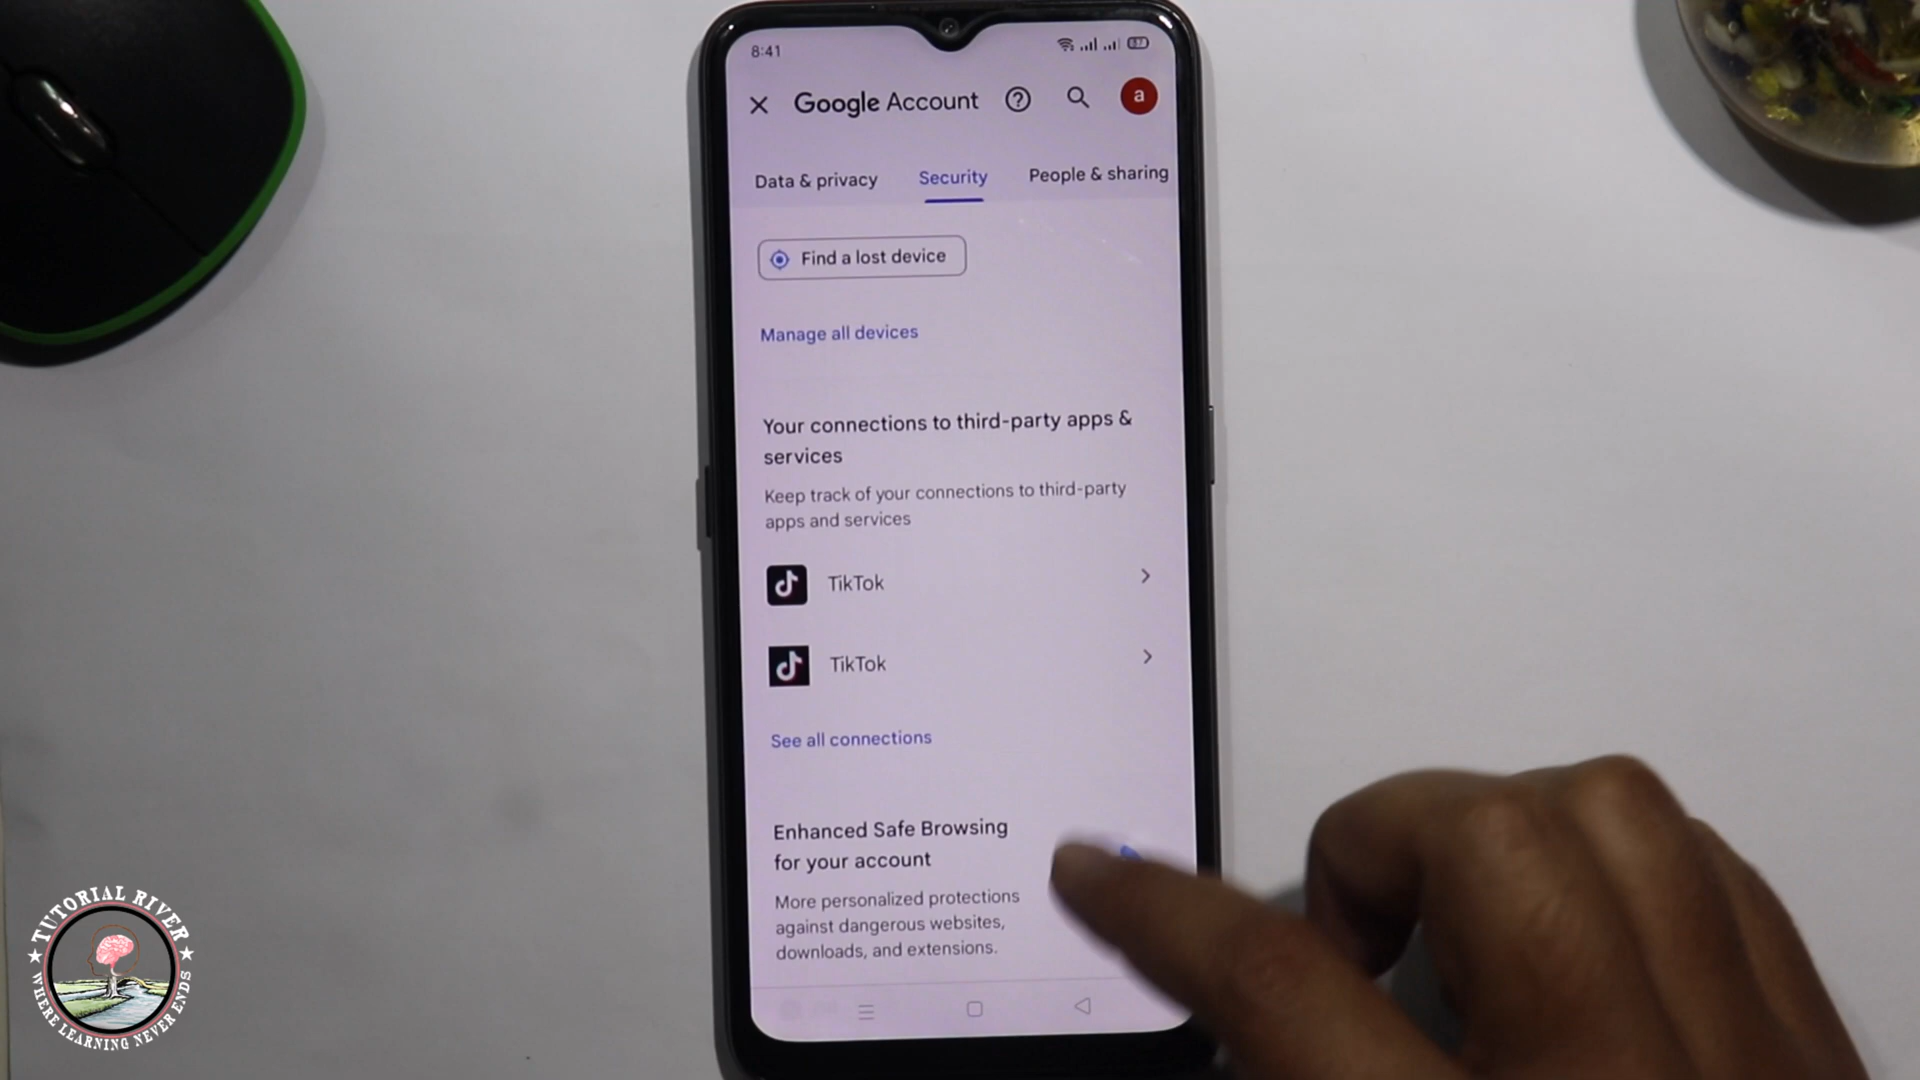 8:41
87
Google Account
a
Data & privacy
Security
People & sharing
Find a lost device
Manage all devices
Your connections to third-party apps &
services
Keep track of your connections to third-party
apps and services
TikTok
TikTok
See all connections
Enhanced Safe Browsing
for your account
More personalized protections
against dangerous websites,
downloads, and extensions.
TUTORIAL RIVER
WHERE LEARNING NEVER ENDS